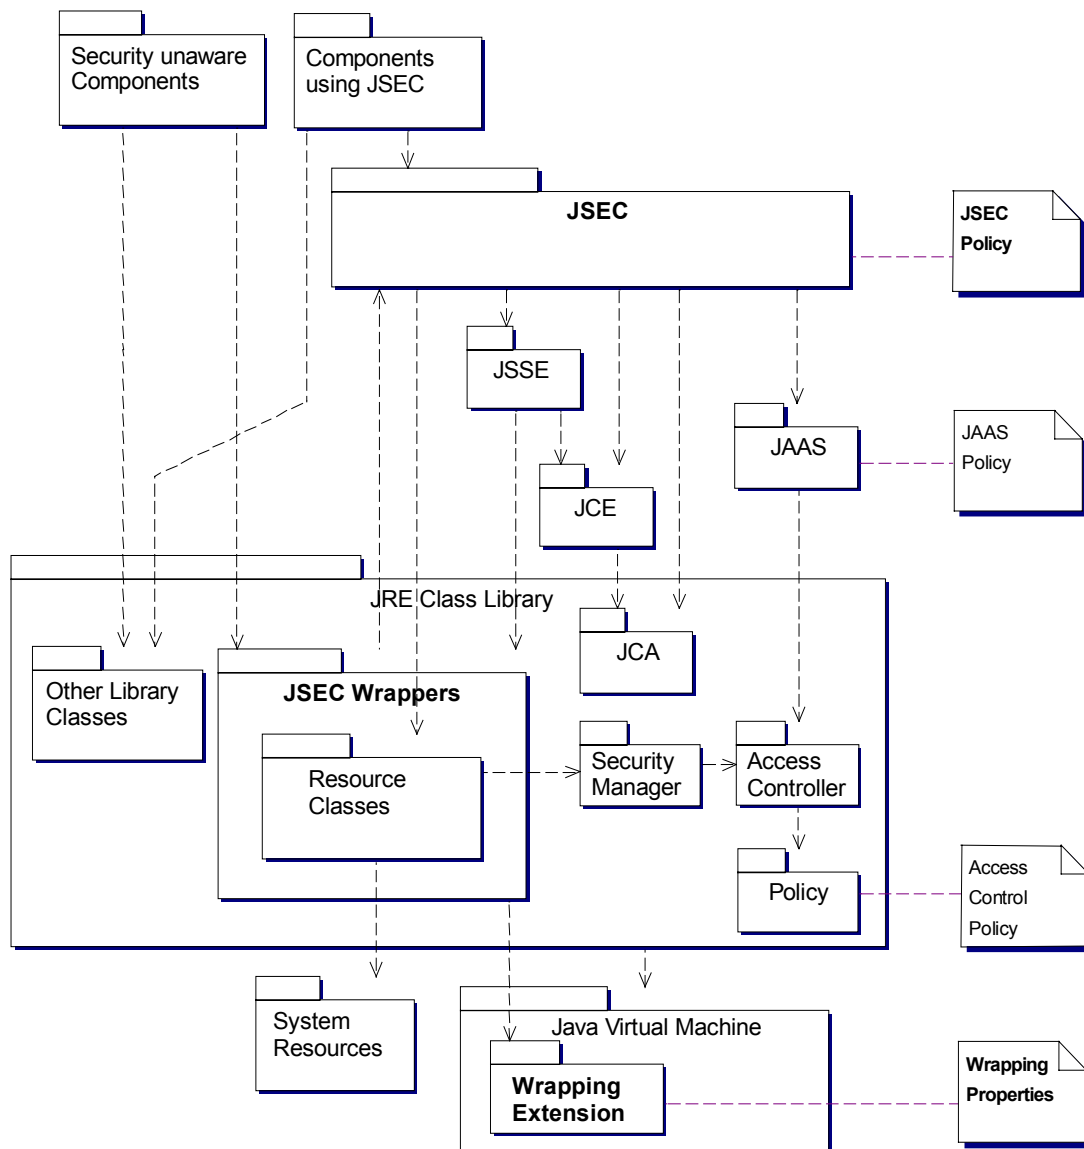 Security unaware
Components
Components
using JSEC
JSEC
JSEC
Policy
JSSE
JAAS
JAAS
Policy
JCE
JRE Class Library
JCA
Other Library
Classes
JSEC Wrappers
Resource
Classes
Security
Manager
Access
Controller
Policy
Access
Control
Policy
System
Resources
Java Virtual Machine
Wrapping
Extension
Wrapping
Properties